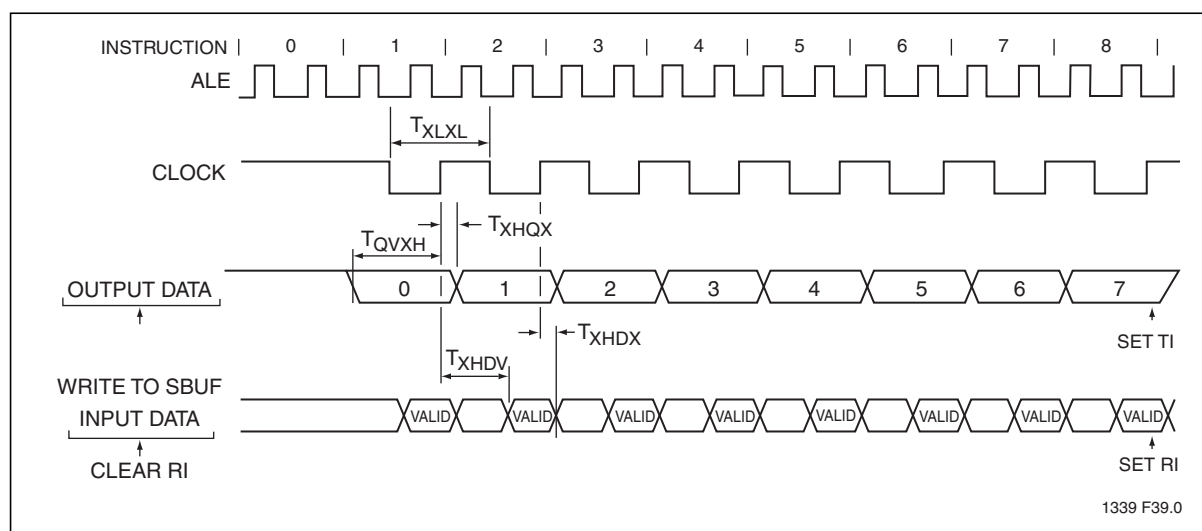 INSTRUCTION | 0 | 1 | 2 | 3 | 4 | 5 | 6 | 7 | 8 |
ALE
TXLXL
CLOCK
TXHQX
TQVXH
OUTPUT DATA 0 1 2 3 4 5 6 7
TXHDX
SET TI
TXHDV
WRITE TO SBUF
INPUT DATA VALID VALID VALID VALID VALID VALID VALID VALID
CLEAR RI
SET RI
1339 F39.0